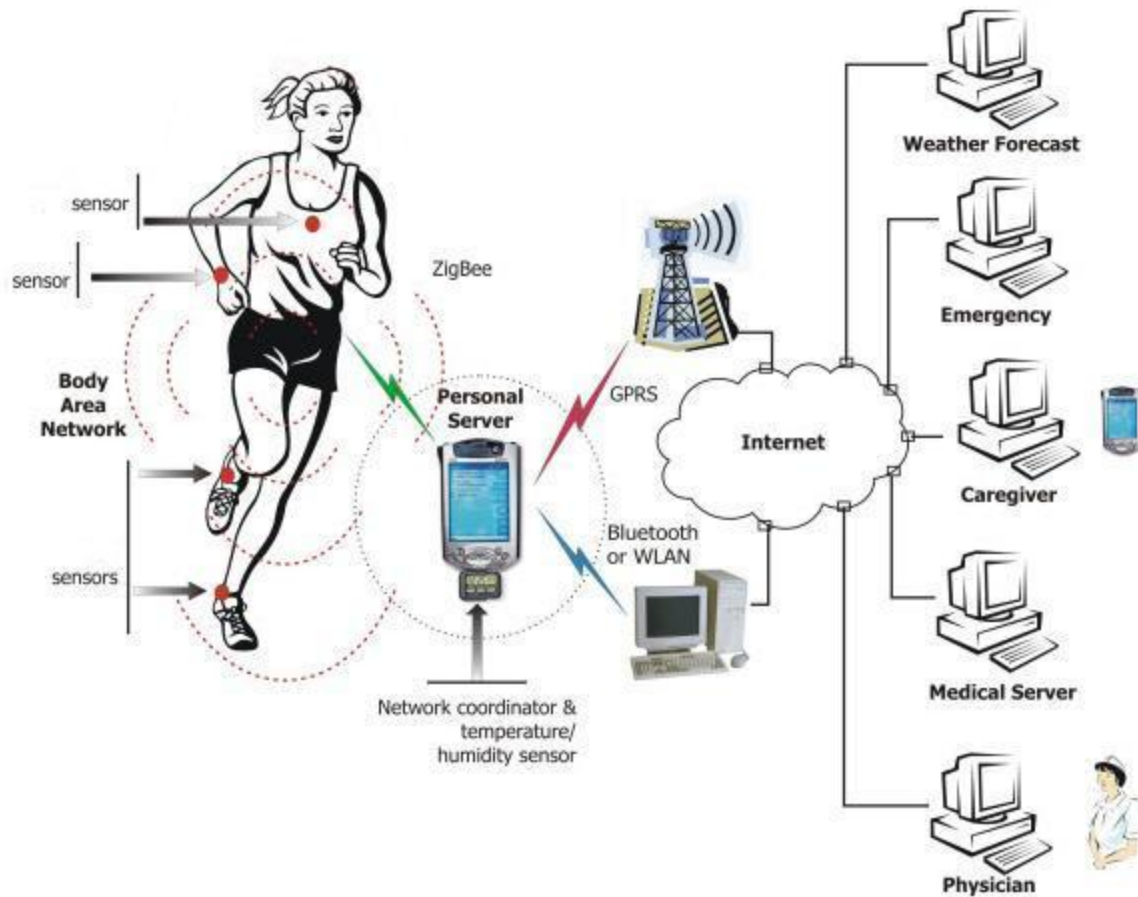 sensor
sensor
Body
Area
Network
sensors
ZigBee
Personal
Server
Network coordinator &
temperature/
humidity sensor
GPRS
Bluetooth
or WLAN
Internet
Weather Forecast
Emergency
Caregiver
Medical Server
Physician